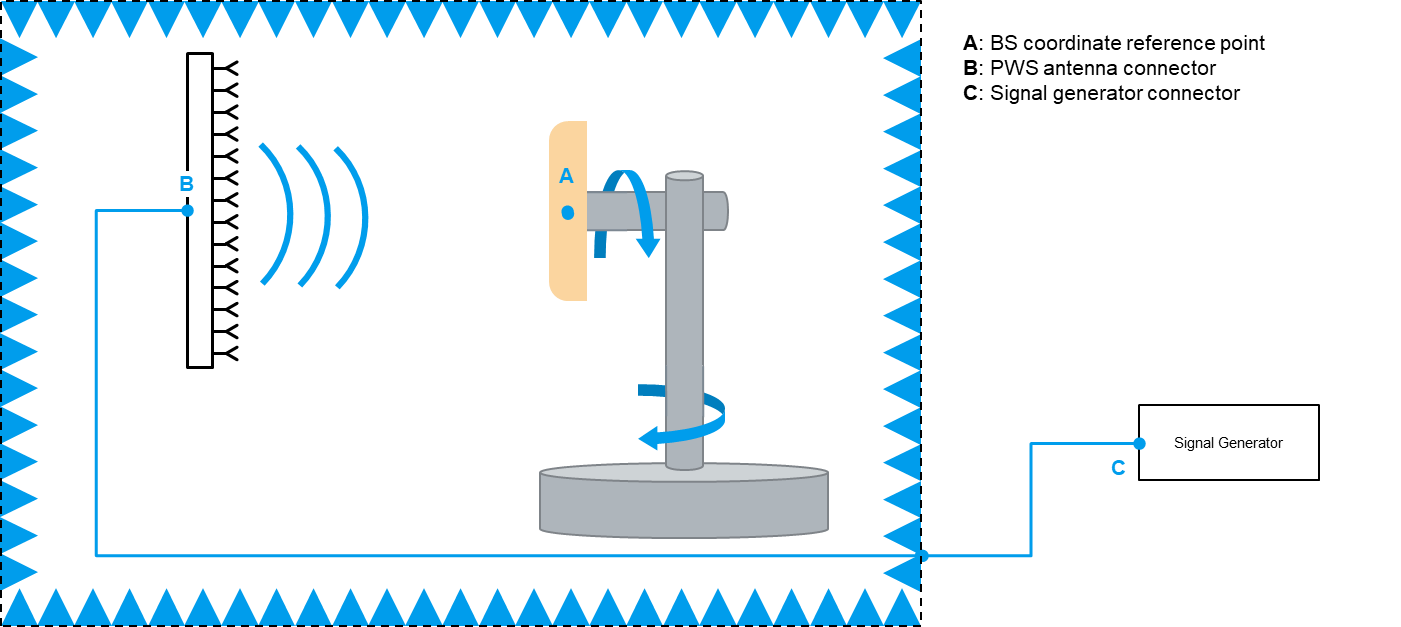 A: BS coordinate reference point
B: PWS antenna connector
C: Signal generator connector
B
A
Signal Generator
C